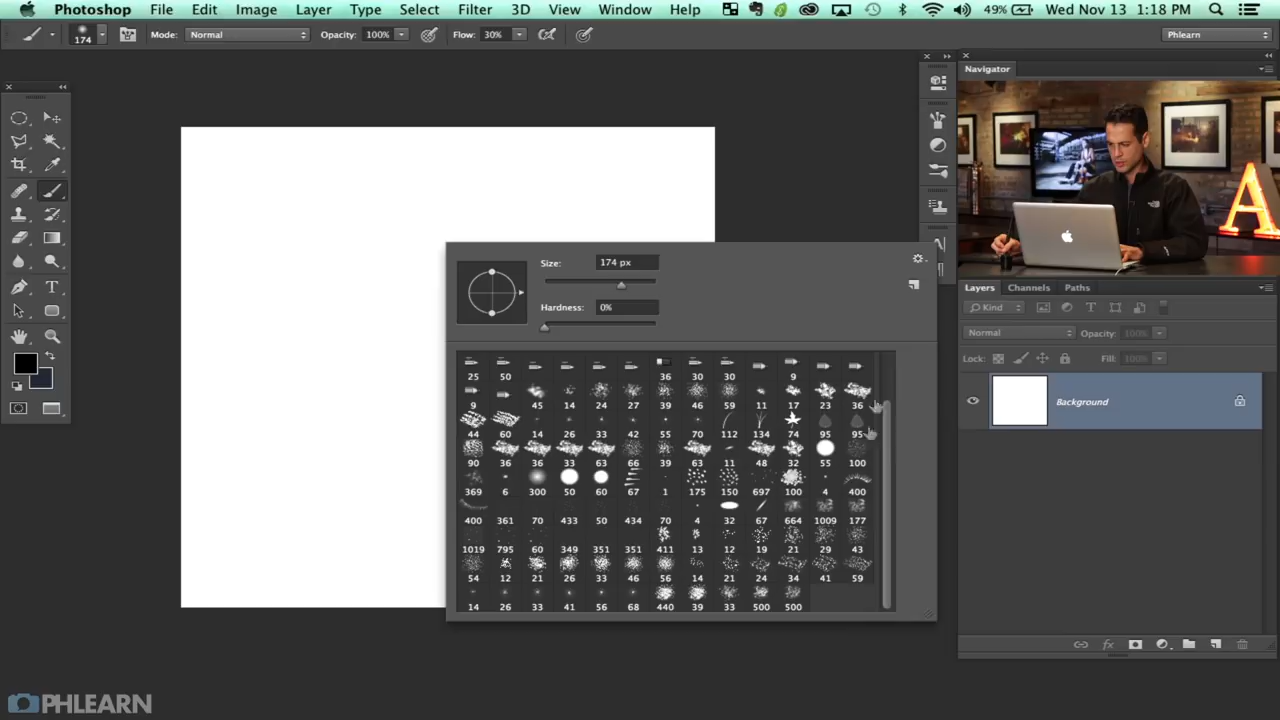 Photoshop File Edit Image Layer Type Select Filter 3D View Window Help 49% Wed Nov 13 1:18 PM
174 Mode: Normal Opacity: 100% Flow: 30% Phlearn
Navigator
A
Size: 174 px
Hardness: 0%
25 50 36 30 30 9
9 45 14 24 27 39 46 59 11 17 23 36
44 60 14 26 33 42 55 70 112 134 74 95 95
90 36 36 33 63 66 39 63 11 48 32 55 100
369 6 300 50 60 67 1 175 150 697 100 4 400
400 361 70 433 50 434 70 4 32 67 664 1009 177
1019 795 60 349 351 351 411 13 12 19 21 29 43
54 12 21 26 33 46 56 14 21 24 34 41 59
14 26 33 41 56 68 440 39 33 500 500
Layers Channels Paths
Kind
Normal Opacity: 100%
Lock: Fill: 100%
Background
fx
PHLEARN